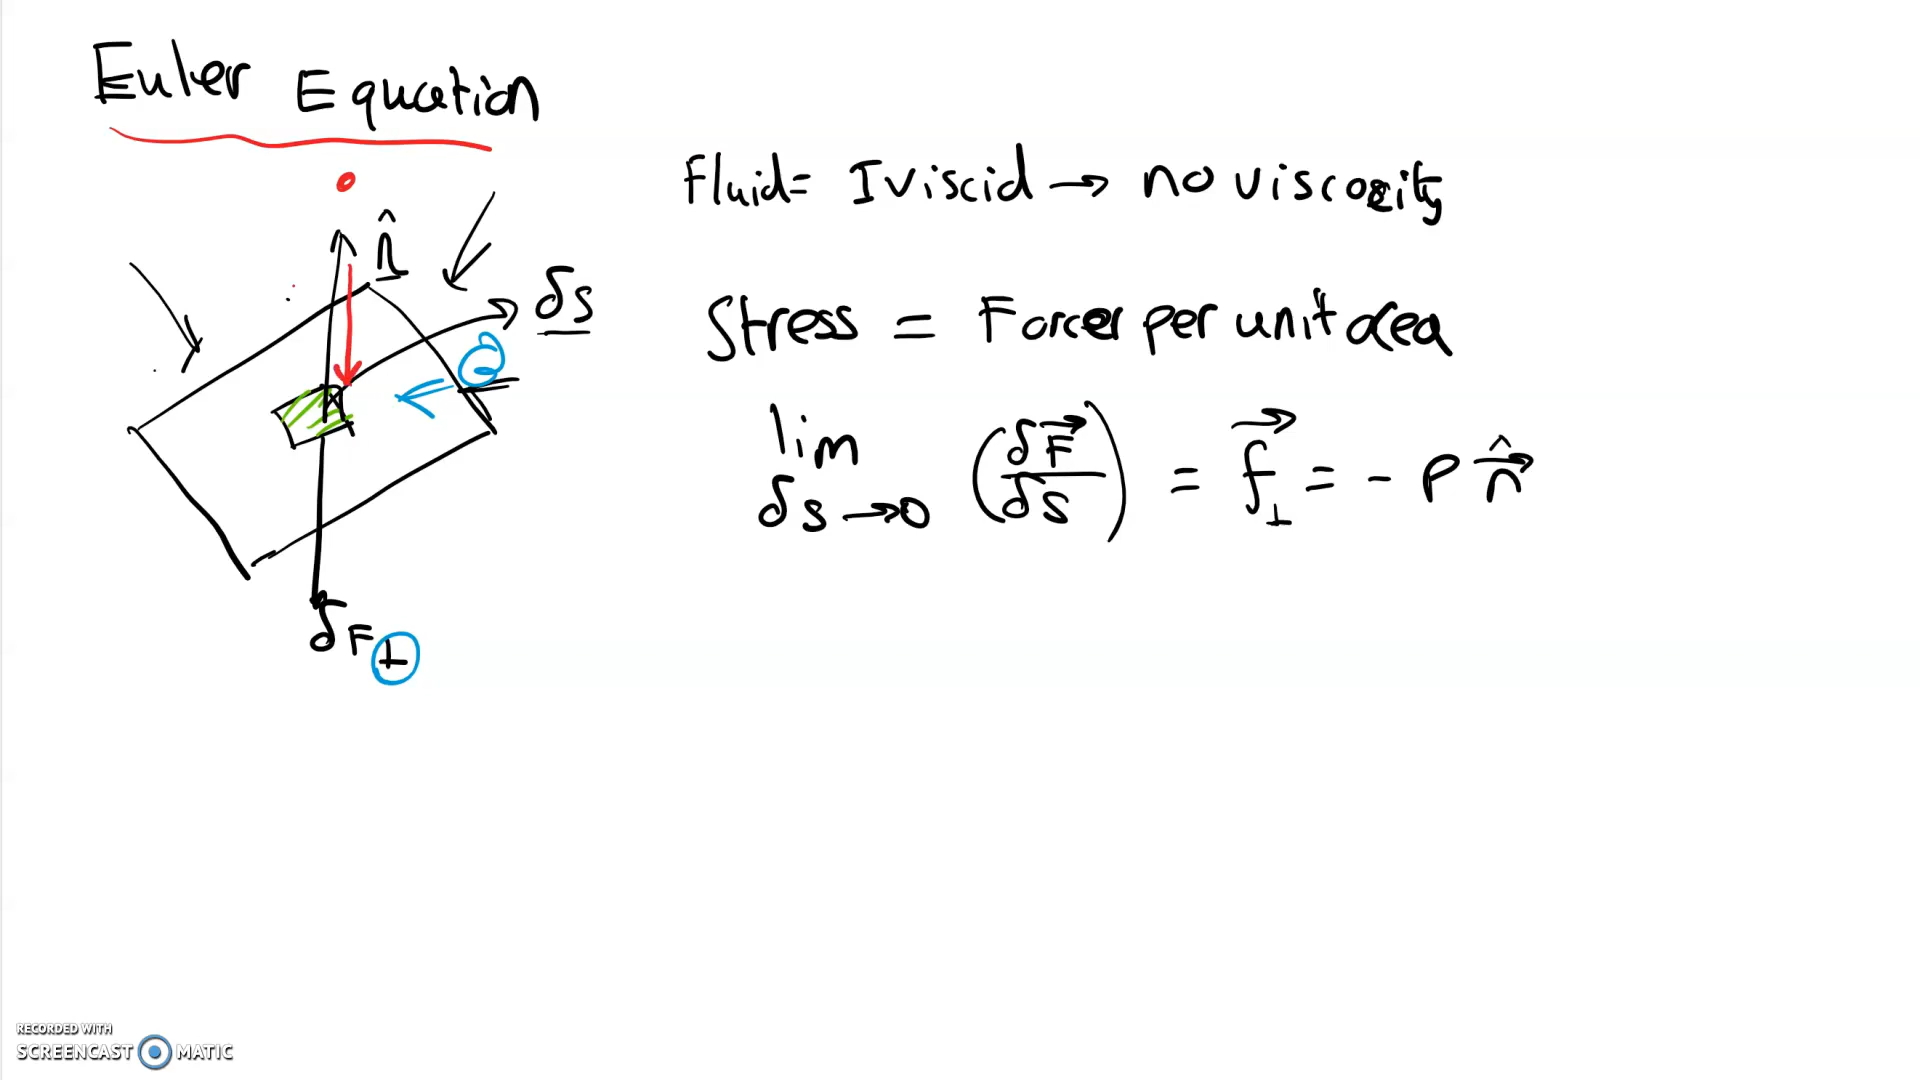 Euler Equation
Fluid= Iviscid → no viscosity
n̂
δs
Stress = Forces per unit area
lim δs→0 (δF⃗/δS) = f⃗⊥ = - P n̂⃗
δF⊥
RECORDED WITH
SCREENCAST MATIC